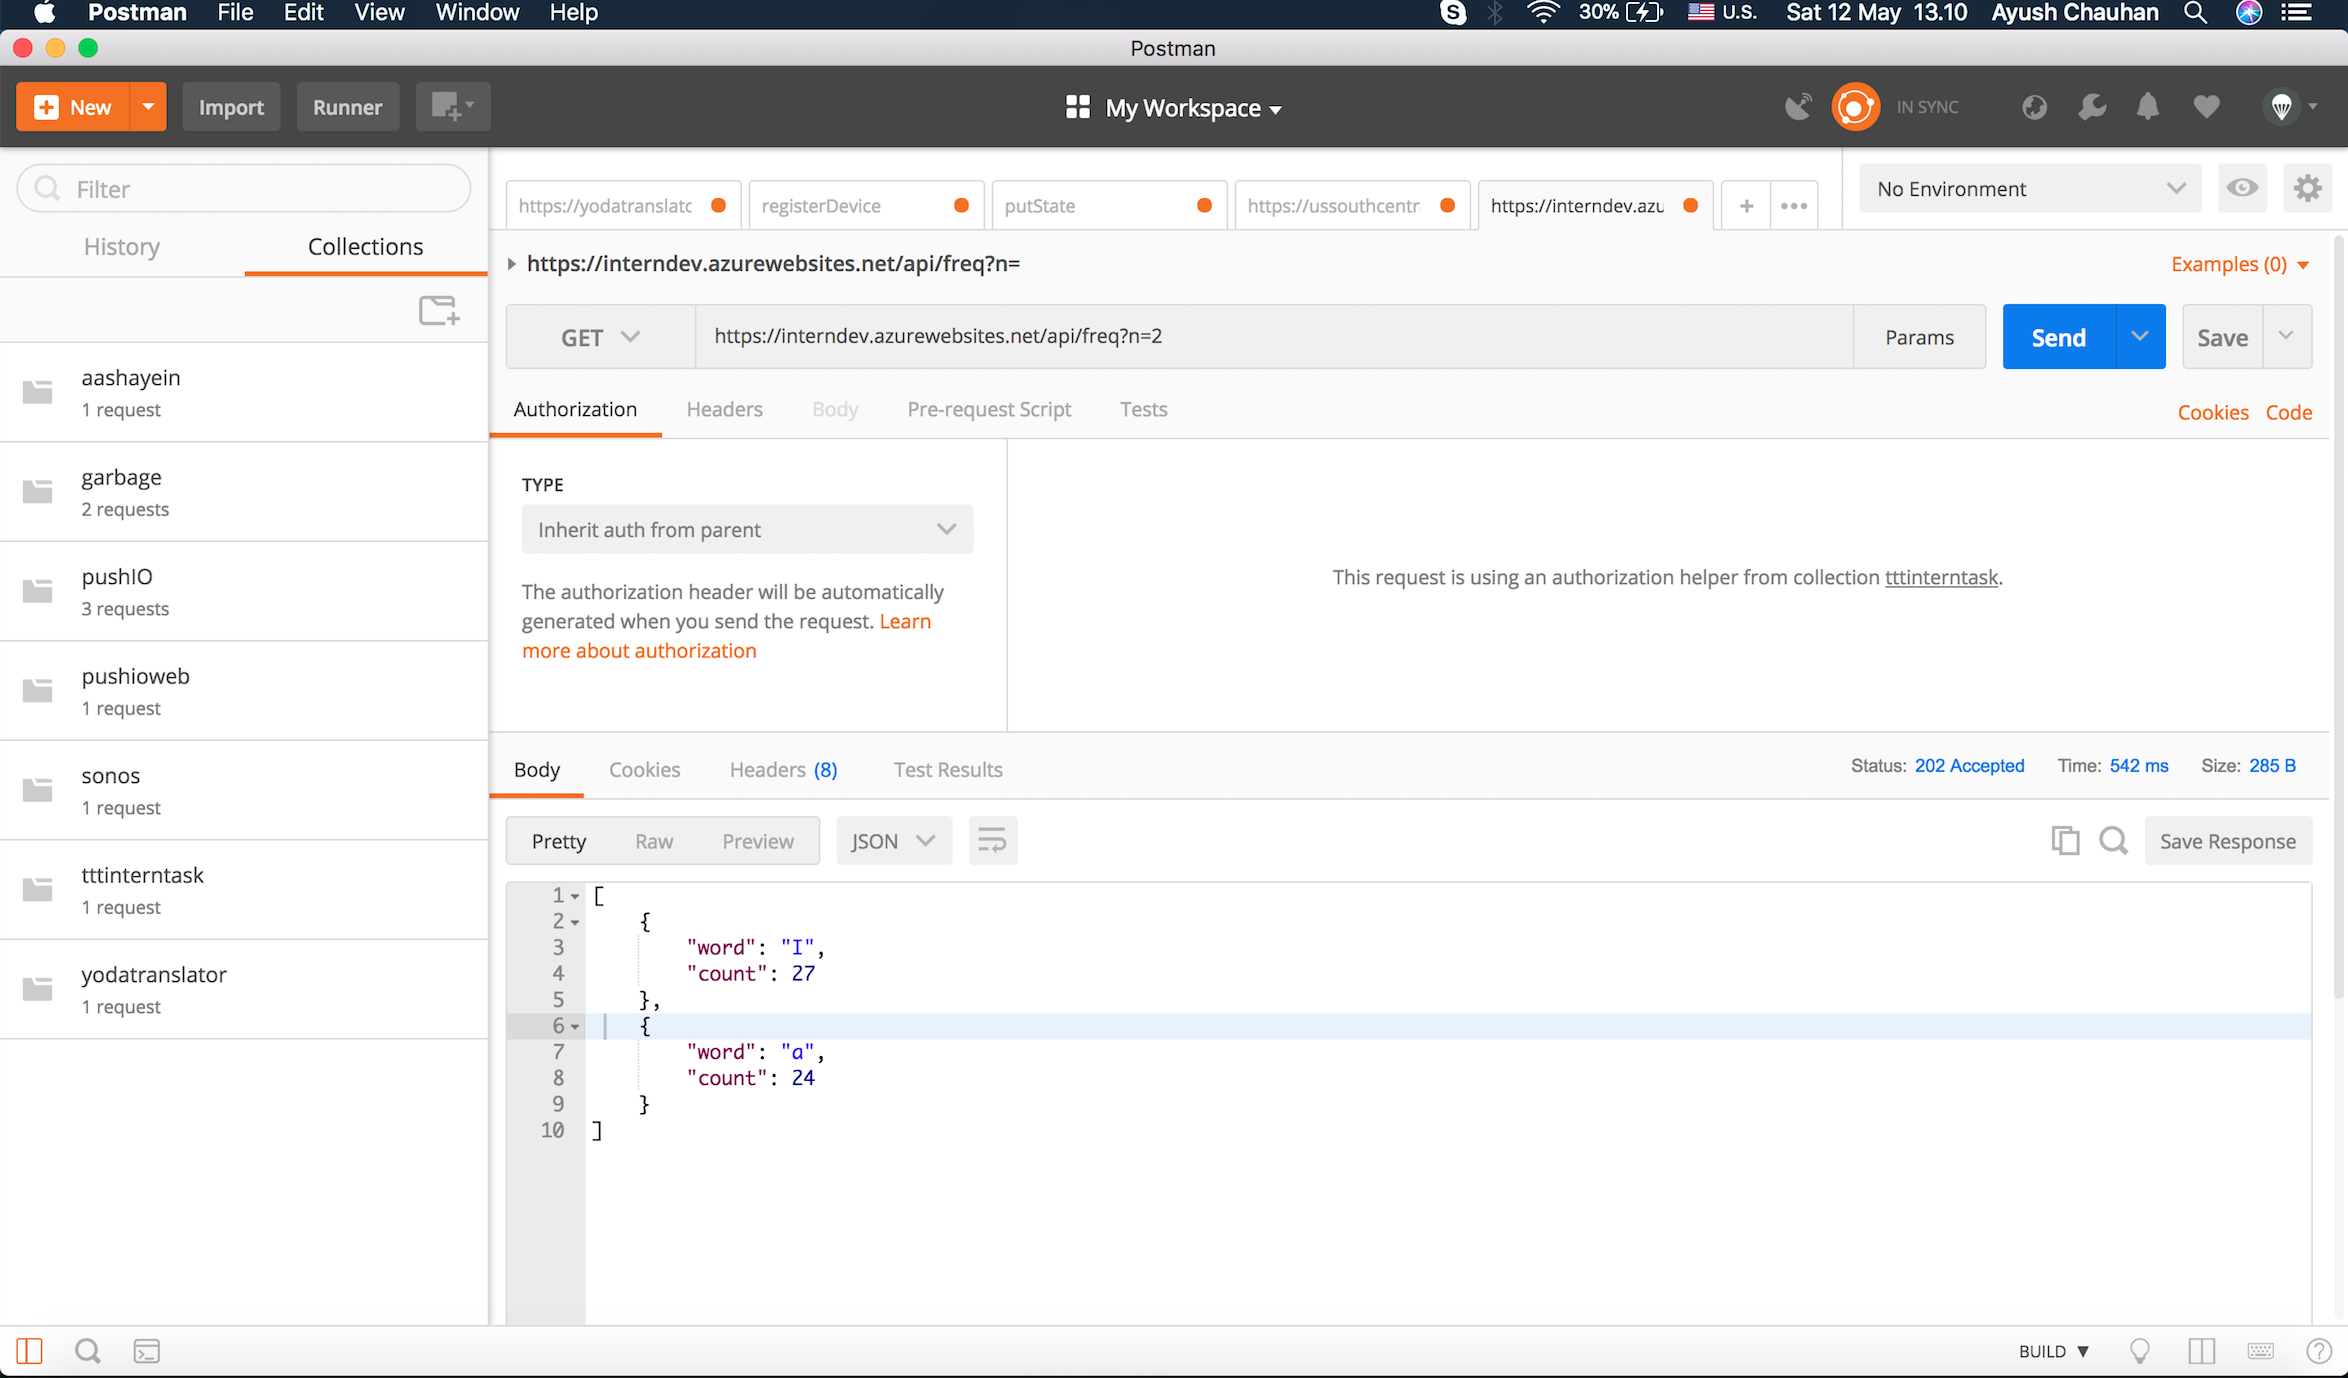 Postman File Edit View Window Help 30% U.S. Sat 12 May 13.10 Ayush Chauhan
Postman
New Import Runner My Workspace IN SYNC
Filter
History Collections
aashayein
1 request
garbage
2 requests
pushIO
3 requests
pushioweb
1 request
sonos
1 request
tttinterntask
1 request
yodatranslator
1 request
https://yodatranslatc registerDevice putState https://ussouthcentr. https://interndev.azu + No Environment
https://interndev.azurewebsites.net/api/freq?n= Examples (0)
GET https://interndev.azurewebsites.net/api/freq?n=2 Params Send Save
Authorization Headers Body Pre-request Script Tests Cookies Code
TYPE
Inherit auth from parent
The authorization header will be automatically
generated when you send the request. Learn
more about authorization
This request is using an authorization helper from collection tttinterntask.
Body Cookies Headers (8) Test Results Status: 202 Accepted Time: 542 ms Size: 285 B
Pretty Raw Preview JSON Save Response
1 [
2 {
3 "word": "I",
4 "count": 27
5 },
6 {
7 "word": "a",
8 "count": 24
9 }
10 ]
BUILD